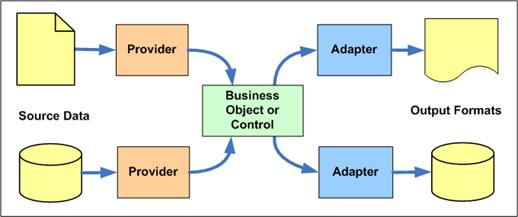 Provider
Adapter
Source Data
Business
Object or
Control
Output Formats
Provider
Adapter